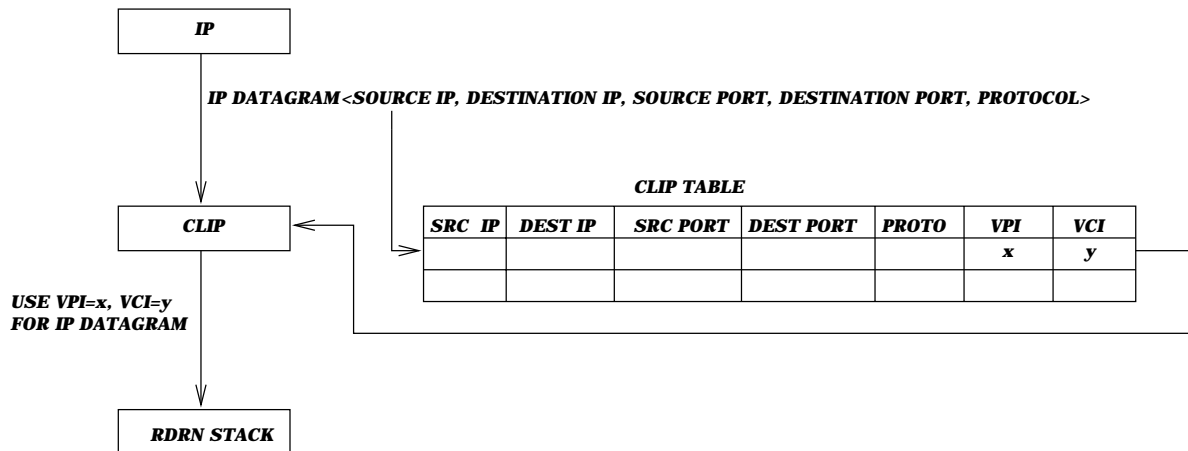 IP
IP DATAGRAM<SOURCE IP, DESTINATION IP, SOURCE PORT, DESTINATION PORT, PROTOCOL>
CLIP TABLE
CLIP
SRC IP DEST IP SRC PORT DEST PORT PROTO VPI VCI
x y
USE VPI=x, VCI=y
FOR IP DATAGRAM
RDRN STACK